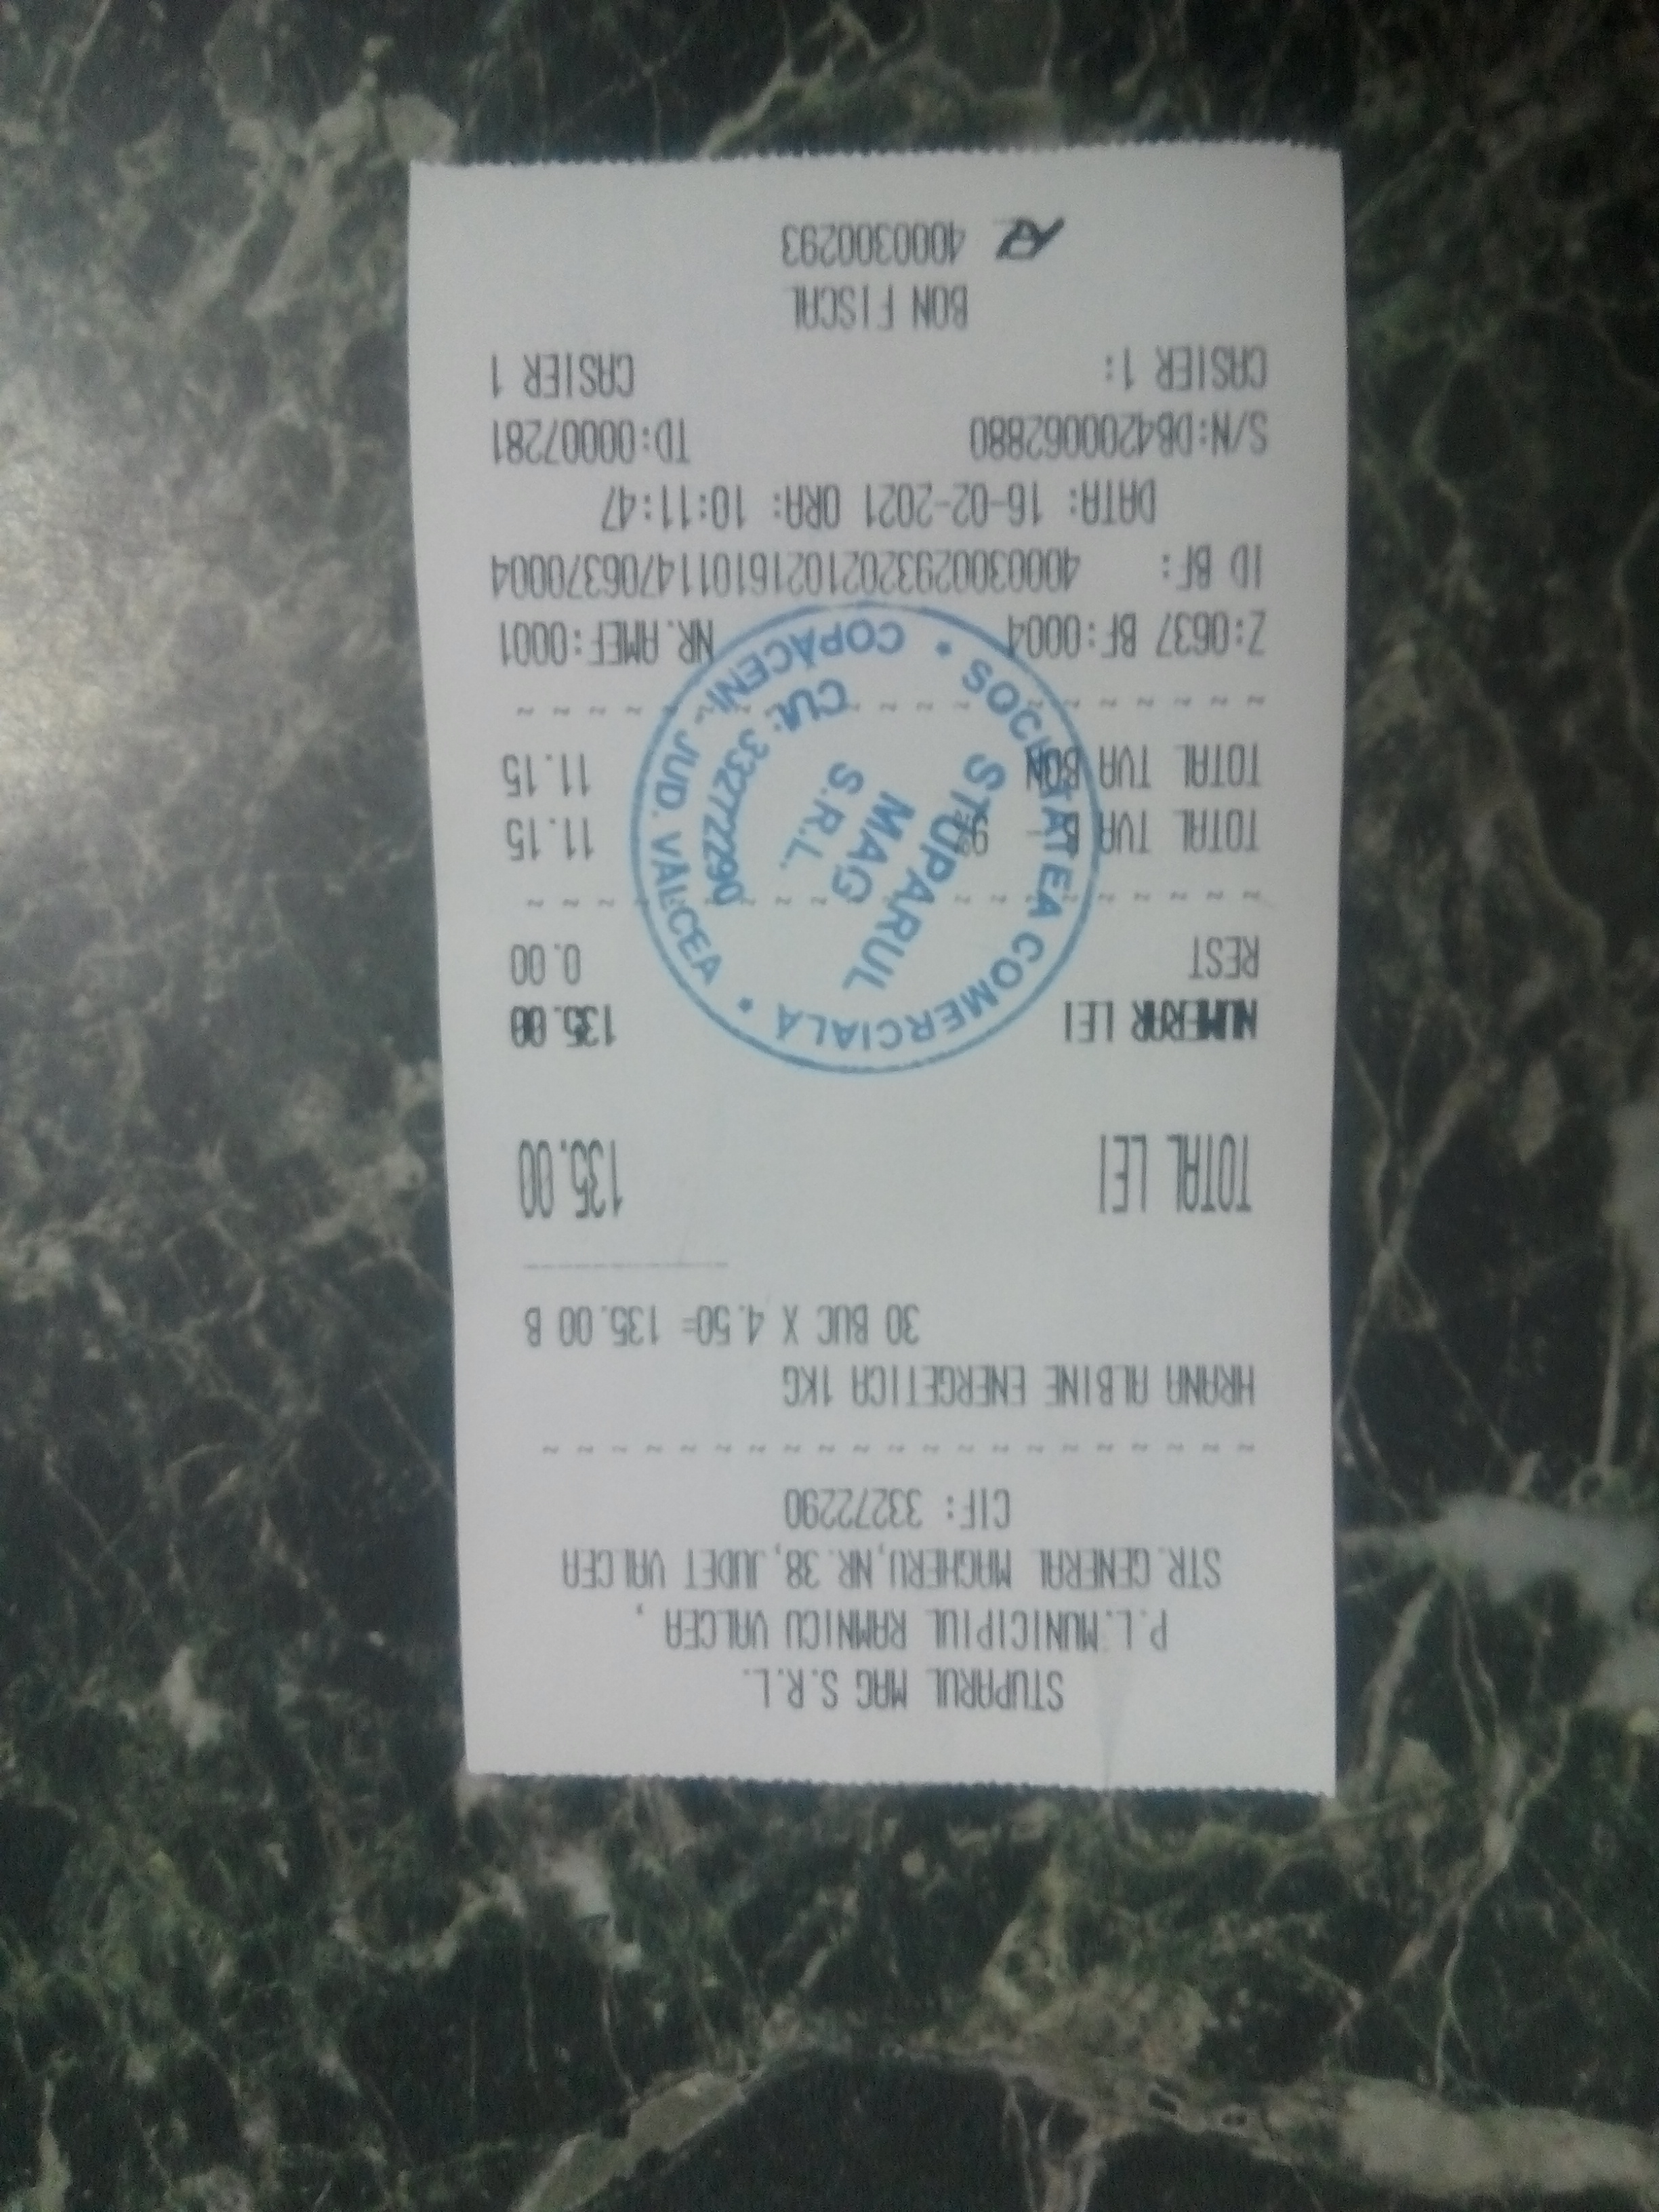 STUPARUL MAG S.R.L.
P.L.MUNICIPIUL RAMNICU VALCEA ,
STR.GENERAL MAGHERU,NR.38,JUDET VALCEA
CIF: 33272290
HRANA ALBINE ENERGETICA 1KG
30 BUC X 4.50= 135.00 B
TOTAL LEI 135.00
NUMERAR LEI 135.00
REST 0.00
TOTAL TVA B - 9% 11.15
TOTAL TVA BON 11.15
Z:0637 BF:0004 NR.AMEF:0001
ID BF: 40003002932021021610114706370004
DATA: 16-02-2021 ORA: 10:11:47
S/N:DB4200062880 TD:00007281
CASIER 1: CASIER 1
BON FISCAL
4000300293
SOCIETATEA COMERCIALA * COPĂCENI, JUD. VÂLCEA *
STUPARUL
MAG
S.R.L.
CUI: 33272290